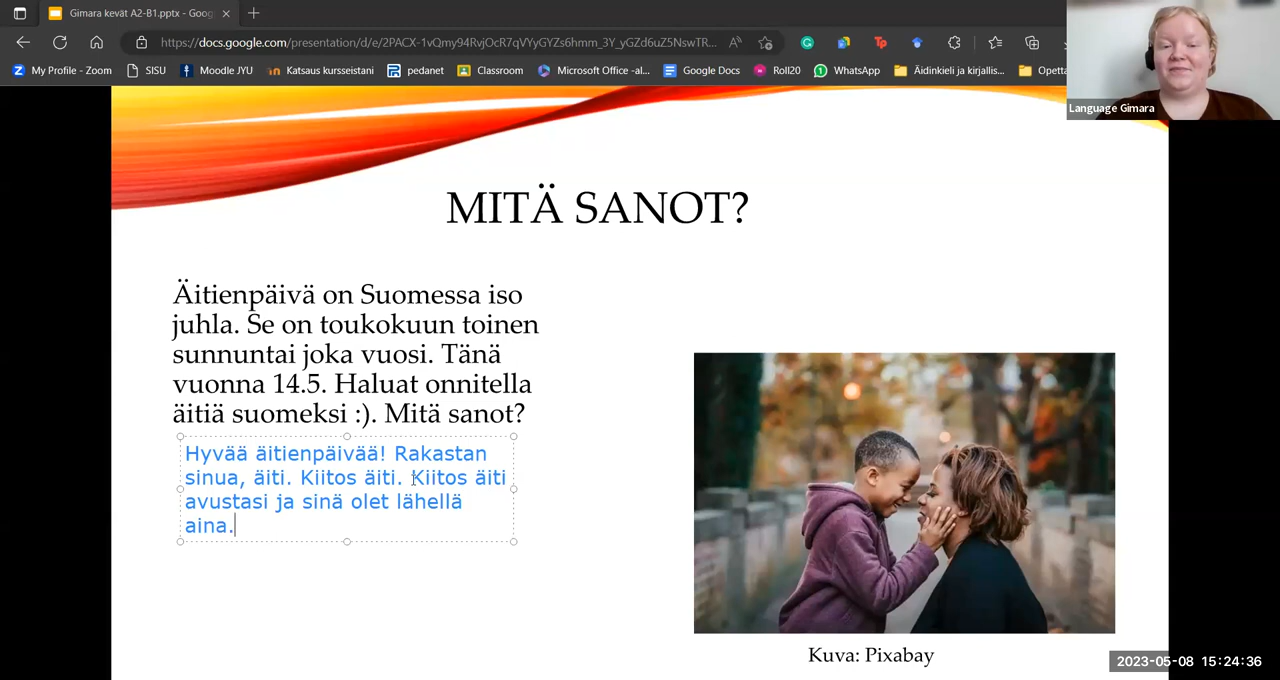 Gimara kevät A2-B1.pptx - Goog
https://docs.google.com/presentation/d/e/2PACX-1vQmy94RvjOcR7qVYyGYZs6hmm_3Y_yGZd6uZ5NswTR...
My Profile - Zoom
SISU
Moodle JYU
Katsaus kursseistani
pedanet
Classroom
Microsoft Office -al...
Google Docs
Roll20
WhatsApp
Äidinkieli ja kirjallis...
Opetta
Language Gimara
MITÄ SANOT?
Äitienpäivä on Suomessa iso
juhla. Se on toukokuun toinen
sunnuntai joka vuosi. Tänä
vuonna 14.5. Haluat onnitella
äitiä suomeksi :). Mitä sanot?
Hyvää äitienpäivää! Rakastan
sinua, äiti. Kiitos äiti. Kiitos äiti
avustasi ja sinä olet lähellä
aina.
Kuva: Pixabay
2023-05-08 15:24:36